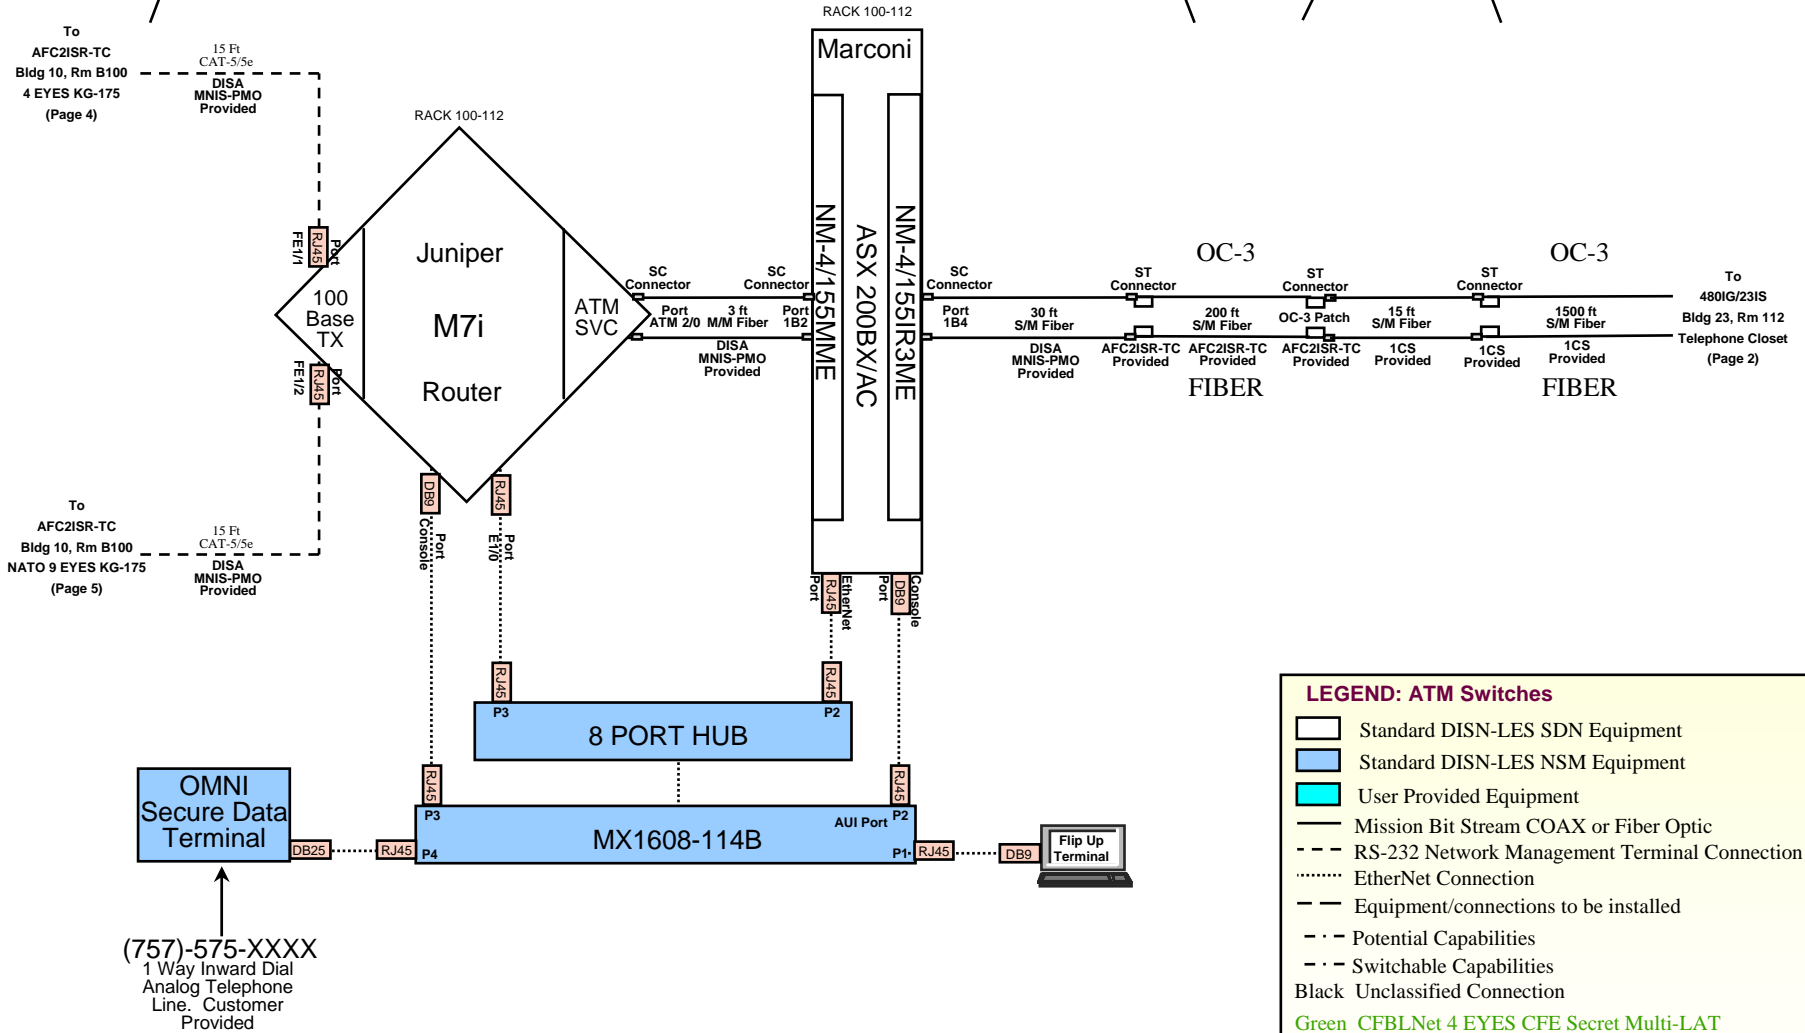 RACK 100-112
To
AFC2ISR-TC
Bldg 10, Rm B100
4 EYES KG-175
(Page 4)
15 Ft
CAT-5/5e
DISA
MNIS-PMO
Provided
RACK 100-112
Marconi
NM-4/155MME
ASX 200BX/AC
NM-4/155IR3ME
RJ45
Port
FE1/1
100
Base
TX
Juniper
M7i
Router
ATM
SVC
RJ45
Port
FE1/2
SC
Connector
SC
Connector
Port
ATM 2/0
3 ft
M/M Fiber
Port
1B2
DISA
MNIS-PMO
Provided
SC
Connector
Port
1B4
30 ft
S/M Fiber
DISA
MNIS-PMO
Provided
ST
Connector
AFC2ISR-TC
Provided
OC-3
200 ft
S/M Fiber
AFC2ISR-TC
Provided
FIBER
ST
Connector
OC-3 Patch
AFC2ISR-TC
Provided
15 ft
S/M Fiber
1CS
Provided
ST
Connector
1CS
Provided
OC-3
1500 ft
S/M Fiber
1CS
Provided
FIBER
To
480IG/23IS
Bldg 23, Rm 112
Telephone Closet
(Page 2)
To
AFC2ISR-TC
Bldg 10, Rm B100
NATO 9 EYES KG-175
(Page 5)
15 Ft
CAT-5/5e
DISA
MNIS-PMO
Provided
DB9
Port
Console
RJ45
Port
E1/0
RJ45
EtherNet
Port
DB9
Console
Port
RJ45
RJ45
P3
P2
8 PORT HUB
RJ45
RJ45
P3
AUI Port
P2
MX1608-114B
P4
P1
OMNI
Secure Data
Terminal
DB25
RJ45
RJ45
DB9
Flip Up
Terminal
(757)-575-XXXX
1 Way Inward Dial
Analog Telephone
Line. Customer
Provided
LEGEND: ATM Switches
Standard DISN-LES SDN Equipment
Standard DISN-LES NSM Equipment
User Provided Equipment
Mission Bit Stream COAX or Fiber Optic
RS-232 Network Management Terminal Connection
EtherNet Connection
Equipment/connections to be installed
Potential Capabilities
Switchable Capabilities
Black Unclassified Connection
Green CFBLNet 4 EYES CFE Secret Multi-LAT